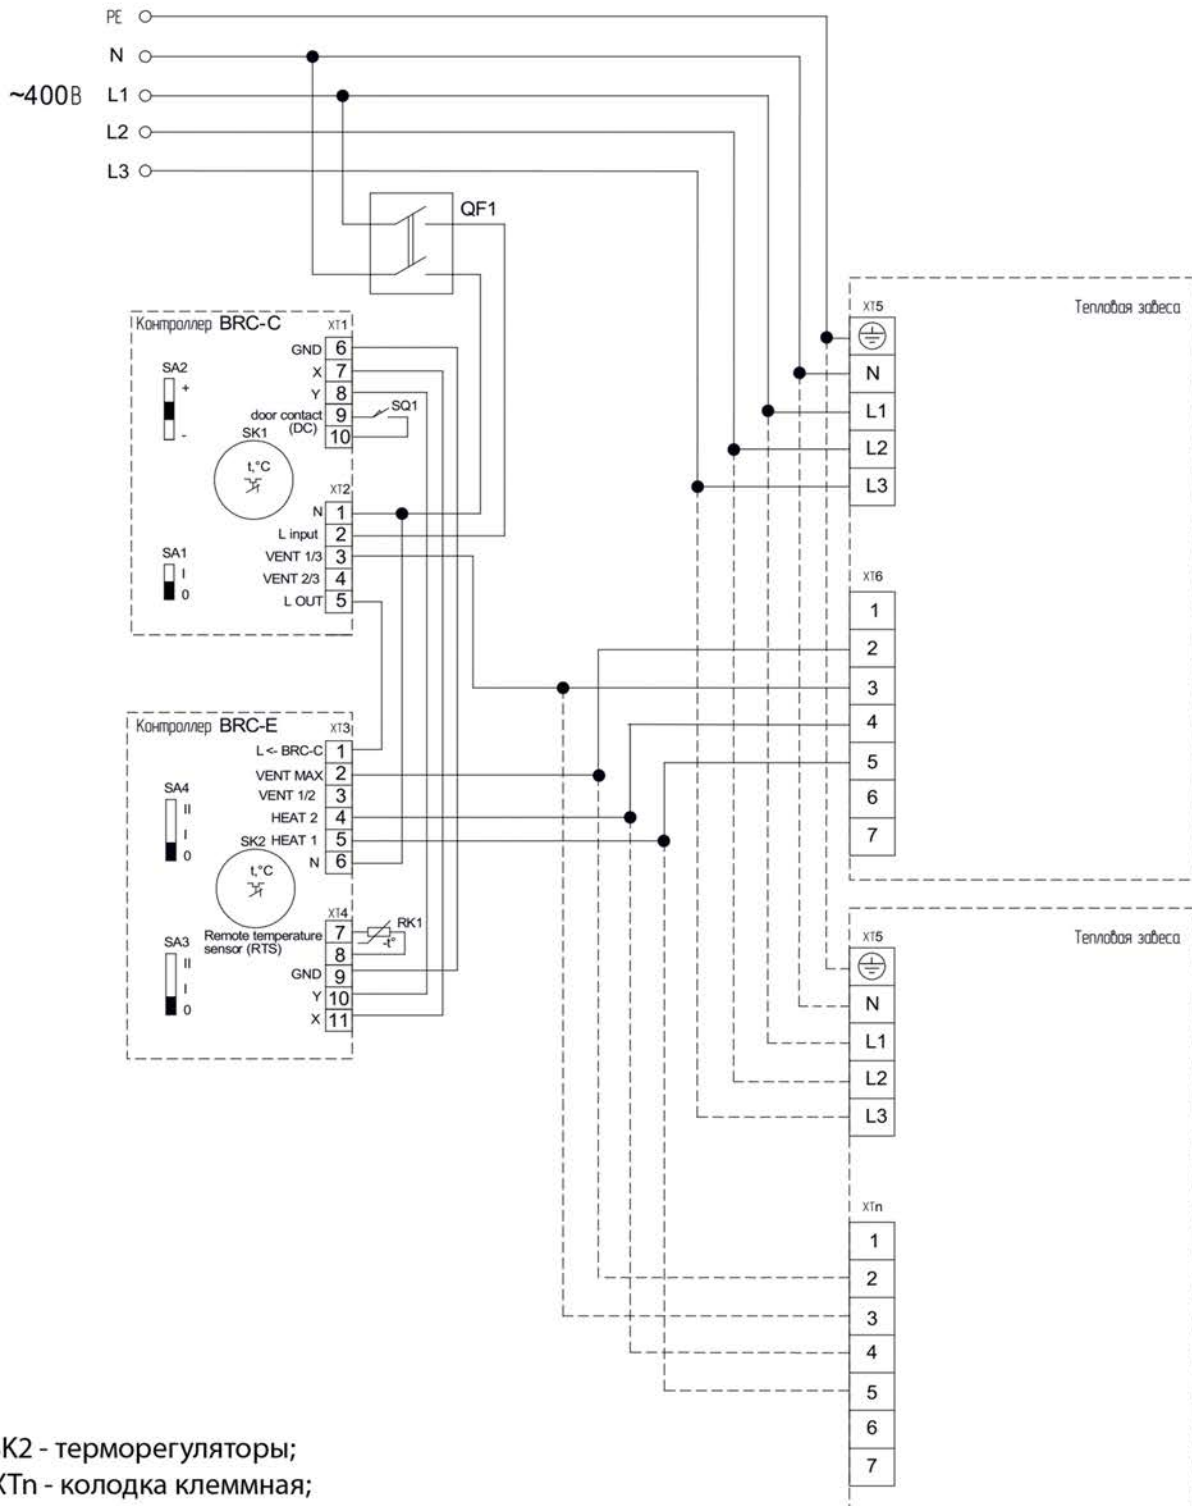 PE
N
~400В L1
L2
L3
QF1
Контроллер BRC-C XT1
GND 6
X 7
Y 8
door contact (DC) 9
10
SQ1
SA2
+
-
SK1
t,°C
XT2
N 1
L input 2
VENT 1/3 3
VENT 2/3 4
L OUT 5
SA1
I
0
Контроллер BRC-E XT3
L <- BRC-C 1
VENT MAX 2
VENT 1/2 3
HEAT 2 4
HEAT 1 5
N 6
SA4
II
I
0
SK2
t,°C
XT4
Remote temperature 7
sensor (RTS) 8
RK1
-t°
GND 9
Y 10
X 11
SA3
II
I
0
XT5 Тепловая завеса
N
L1
L2
L3
XT6
1
2
3
4
5
6
7
XT5 Тепловая завеса
N
L1
L2
L3
XTn
1
2
3
4
5
6
7
K2 - терморегуляторы;
XTn - колодка клеммная;